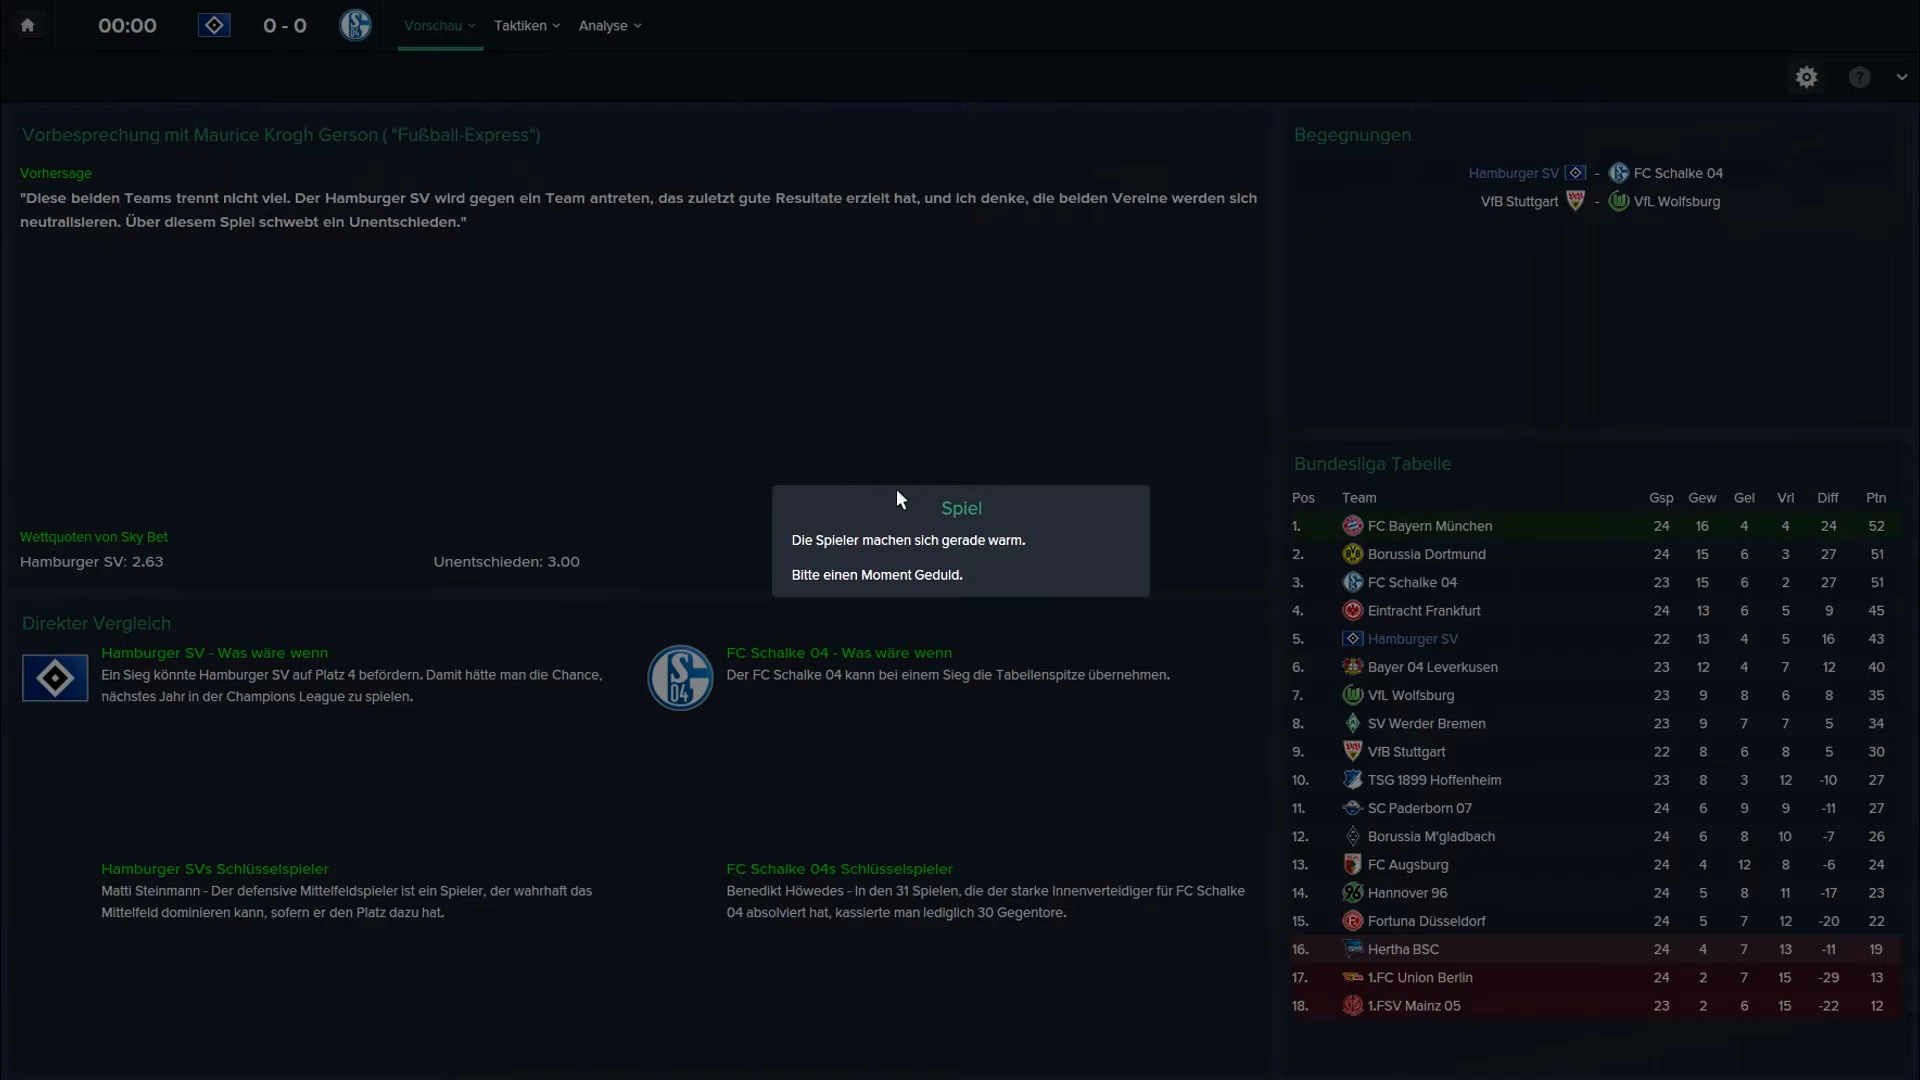 00:00 0 - 0 Vorschau Taktiken Analyse
Vorbesprechung mit Maurice Krogh Gerson ( "Fußball-Express")
Vorhersage
"Diese beiden Teams trennt nicht viel. Der Hamburger SV wird gegen ein Team antreten, das zuletzt gute Resultate erzielt hat, und ich denke, die beiden Vereine werden sich
neutralisieren. Über diesem Spiel schwebt ein Unentschieden."
Wettquoten von Sky Bet
Hamburger SV: 2.63 Unentschieden: 3.00
Spiel
Die Spieler machen sich gerade warm.
Bitte einen Moment Geduld.
Direkter Vergleich
Hamburger SV - Was wäre wenn
Ein Sieg könnte Hamburger SV auf Platz 4 befördern. Damit hätte man die Chance,
nächstes Jahr in der Champions League zu spielen.
FC Schalke 04 - Was wäre wenn
Der FC Schalke 04 kann bei einem Sieg die Tabellenspitze übernehmen.
Hamburger SVs Schlüsselspieler
Matti Steinmann - Der defensive Mittelfeldspieler ist ein Spieler, der wahrhaft das
Mittelfeld dominieren kann, sofern er den Platz dazu hat.
FC Schalke 04s Schlüsselspieler
Benedikt Höwedes - In den 31 Spielen, die der starke Innenverteidiger für FC Schalke
04 absolviert hat, kassierte man lediglich 30 Gegentore.
Begegnungen
Hamburger SV - FC Schalke 04
VfB Stuttgart - VfL Wolfsburg
Bundesliga Tabelle
Pos Team Gsp Gew Gel Vrl Diff Ptn
1. FC Bayern München 24 16 4 4 24 52
2. Borussia Dortmund 24 15 6 3 27 51
3. FC Schalke 04 23 15 6 2 27 51
4. Eintracht Frankfurt 24 13 6 5 9 45
5. Hamburger SV 22 13 4 5 16 43
6. Bayer 04 Leverkusen 23 12 4 7 12 40
7. VfL Wolfsburg 23 9 8 6 8 35
8. SV Werder Bremen 23 9 7 7 5 34
9. VfB Stuttgart 22 8 6 8 5 30
10. TSG 1899 Hoffenheim 23 8 3 12 -10 27
11. SC Paderborn 07 24 6 9 9 -11 27
12. Borussia M'gladbach 24 6 8 10 -7 26
13. FC Augsburg 24 4 12 8 -6 24
14. Hannover 96 24 5 8 11 -17 23
15. Fortuna Düsseldorf 24 5 7 12 -20 22
16. Hertha BSC 24 4 7 13 -11 19
17. 1.FC Union Berlin 24 2 7 15 -29 13
18. 1.FSV Mainz 05 23 2 6 15 -22 12